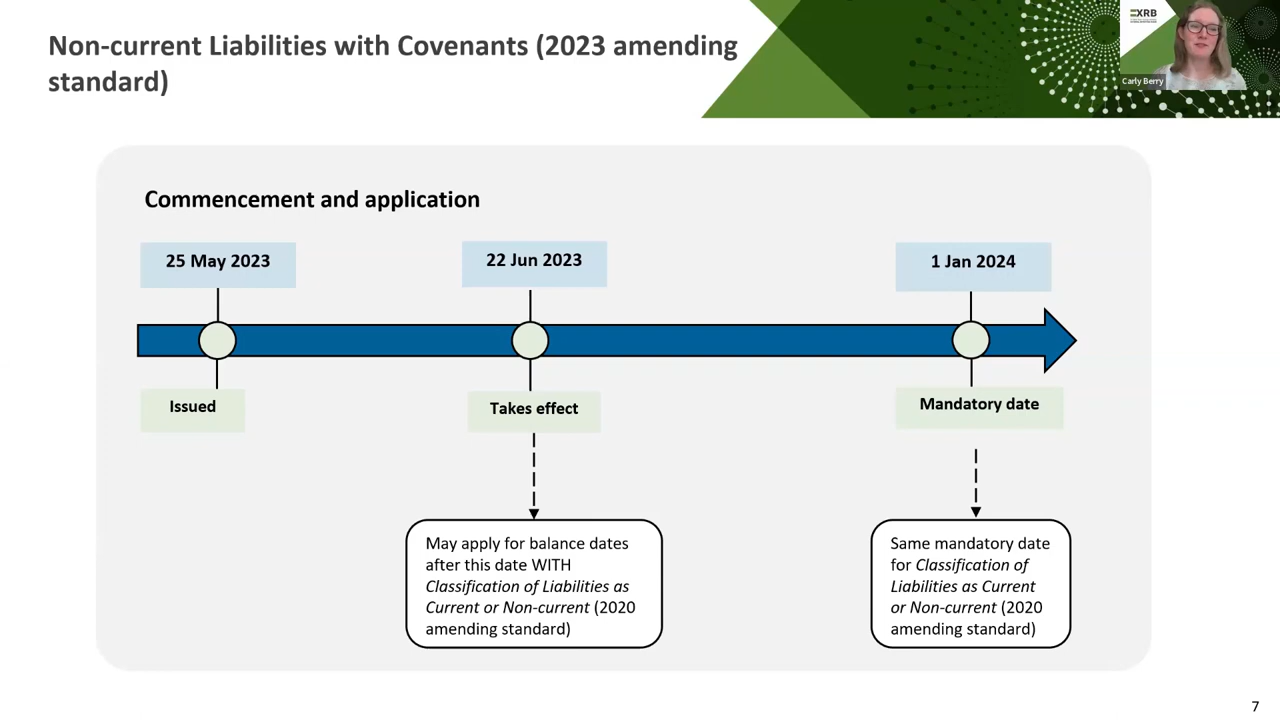 Non-current Liabilities with Covenants (2023 amending
standard)
XRB
Carly Berry
Commencement and application
25 May 2023
22 Jun 2023
1 Jan 2024
Issued
Takes effect
Mandatory date
May apply for balance dates
after this date WITH
Classification of Liabilities as
Current or Non-current (2020
amending standard)
Same mandatory date
for Classification of
Liabilities as Current
or Non-current (2020
amending standard)
7